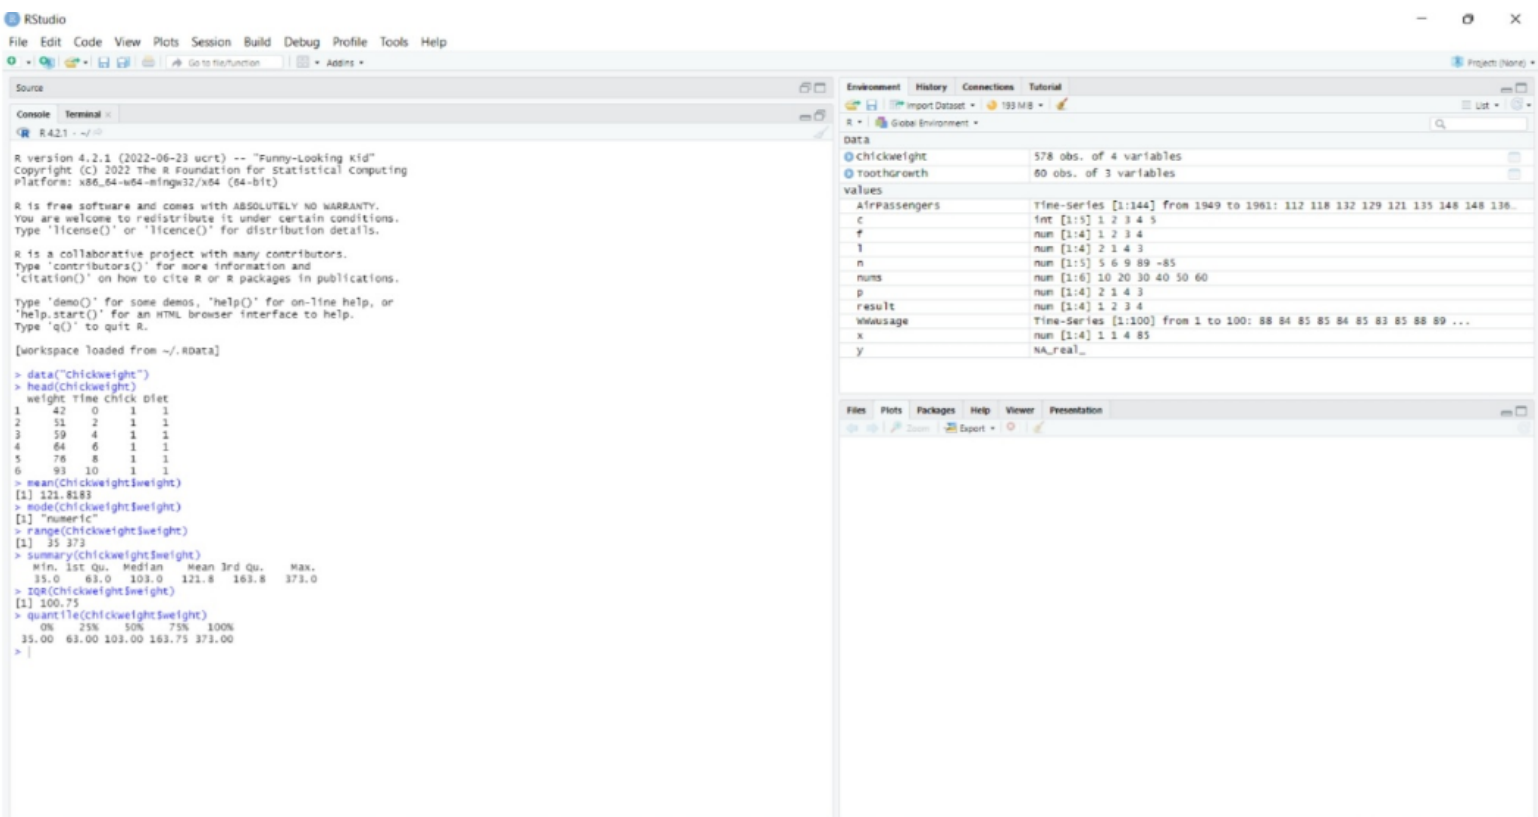 RStudio
File Edit Code View Plots Session Build Debug Profile Tools Help
Go to file/function Addins
Project: (None)
Source
Console Terminal
R 4.2.1 · ~/
R version 4.2.1 (2022-06-23 ucrt) -- "Funny-Looking Kid"
Copyright (C) 2022 The R Foundation for Statistical Computing
Platform: x86_64-w64-mingw32/x64 (64-bit)
R is free software and comes with ABSOLUTELY NO WARRANTY.
You are welcome to redistribute it under certain conditions.
Type 'license()' or 'licence()' for distribution details.
R is a collaborative project with many contributors.
Type 'contributors()' for more information and
'citation()' on how to cite R or R packages in publications.
Type 'demo()' for some demos, 'help()' for on-line help, or
'help.start()' for an HTML browser interface to help.
Type 'q()' to quit R.
[Workspace loaded from ~/.RData]
> data("ChickWeight")
> head(ChickWeight)
weight Time Chick Diet
1 42 0 1 1
2 51 2 1 1
3 59 4 1 1
4 64 6 1 1
5 76 8 1 1
6 93 10 1 1
> mean(ChickWeight$weight)
[1] 121.8183
> mode(ChickWeight$weight)
[1] "numeric"
> range(ChickWeight$weight)
[1] 35 373
> summary(ChickWeight$weight)
Min. 1st Qu. Median Mean 3rd Qu. Max.
35.0 63.0 103.0 121.8 163.8 373.0
> IQR(ChickWeight$weight)
[1] 100.75
> quantile(ChickWeight$weight)
0% 25% 50% 75% 100%
35.00 63.00 103.00 163.75 373.00
>
Environment History Connections Tutorial
Import Dataset 193 MiB List
R Global Environment
Data
ChickWeight 578 obs. of 4 variables
ToothGrowth 60 obs. of 3 variables
values
AirPassengers Time-Series [1:144] from 1949 to 1961: 112 118 132 129 121 135 148 148 136…
c int [1:5] 1 2 3 4 5
f num [1:4] 1 2 3 4
l num [1:4] 2 1 4 3
n num [1:5] 5 6 9 89 -85
nums num [1:6] 10 20 30 40 50 60
p num [1:4] 2 1 4 3
result num [1:4] 1 2 3 4
WWWusage Time-Series [1:100] from 1 to 100: 88 84 85 85 84 85 83 85 88 89 ...
x num [1:4] 1 1 4 85
y NA_real_
Files Plots Packages Help Viewer Presentation
Zoom Export